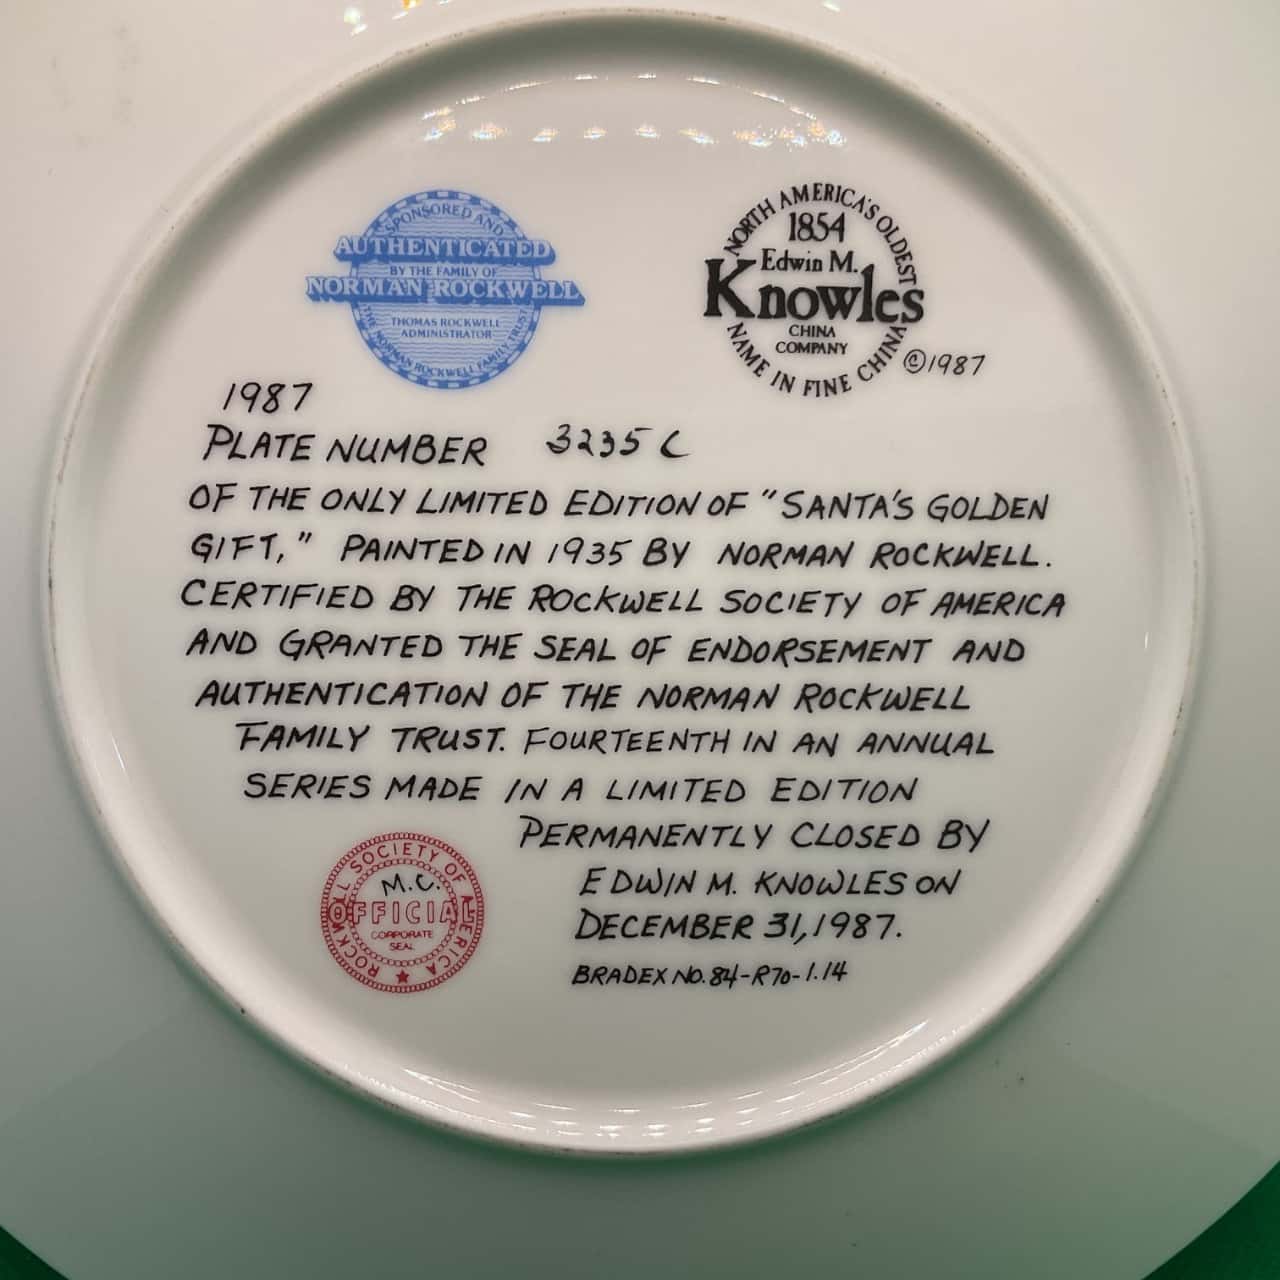 SPONSORED AND
AUTHENTICATED
BY THE FAMILY OF
NORMAN ROCKWELL
THOMAS ROCKWELL
ADMINISTRATOR
THE NORMAN ROCKWELL FAMILY TRUST
NORTH AMERICA'S OLDEST
1854
Edwin M.
Knowles
CHINA
COMPANY
NAME IN FINE CHINA
©1987
1987
PLATE NUMBER 3235 C
OF THE ONLY LIMITED EDITION OF "SANTA'S GOLDEN
GIFT," PAINTED IN 1935 BY NORMAN ROCKWELL.
CERTIFIED BY THE ROCKWELL SOCIETY OF AMERICA
AND GRANTED THE SEAL OF ENDORSEMENT AND
AUTHENTICATION OF THE NORMAN ROCKWELL
FAMILY TRUST. FOURTEENTH IN AN ANNUAL
SERIES MADE IN A LIMITED EDITION
PERMANENTLY CLOSED BY
EDWIN M. KNOWLES ON
DECEMBER 31, 1987.
BRADEX NO. 84-R70-1.14
ROCKWELL SOCIETY OF AMERICA
M.C.
OFFICIAL
CORPORATE
SEAL